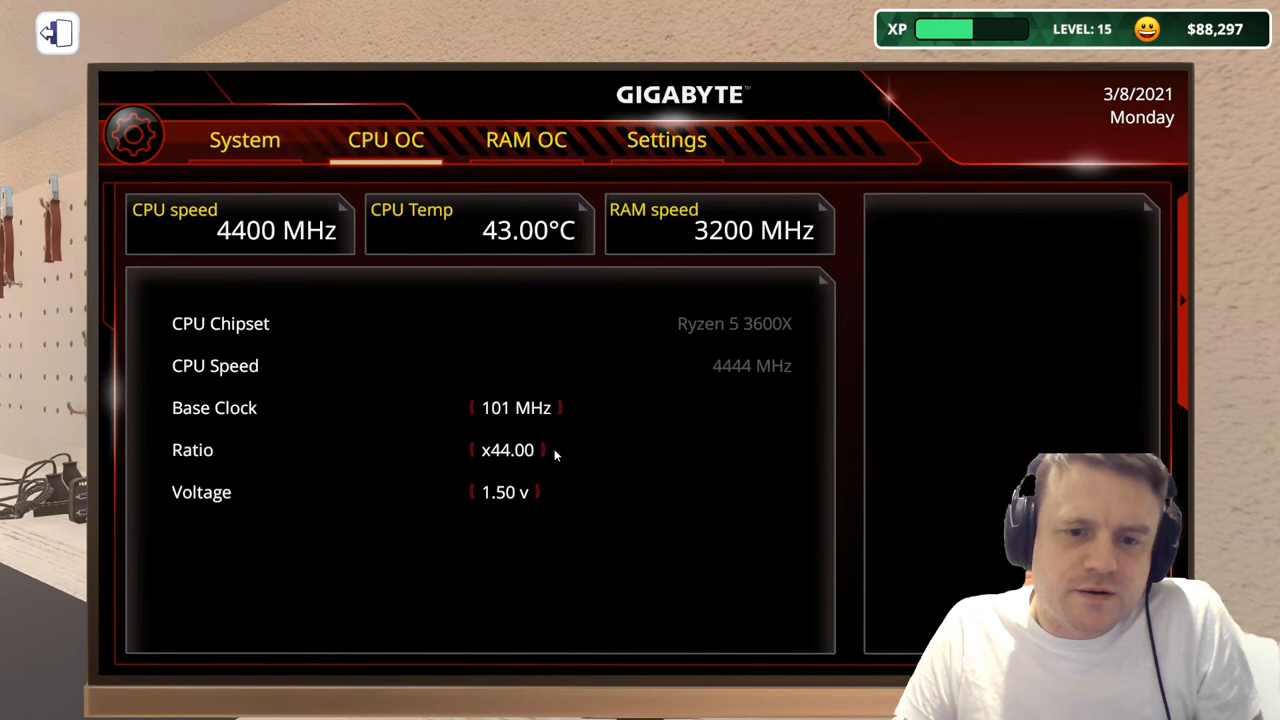 XP LEVEL: 15 $88,297
GIGABYTE™
3/8/2021
Monday
System CPU OC RAM OC Settings
CPU speed CPU Temp RAM speed
4400 MHz 43.00°C 3200 MHz
CPU Chipset Ryzen 5 3600X
CPU Speed 4444 MHz
Base Clock 101 MHz
Ratio x44.00
Voltage 1.50 v